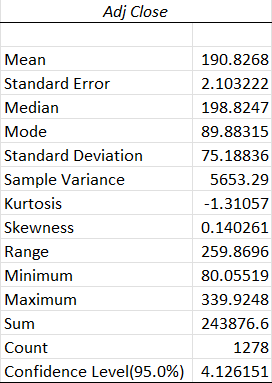 Adj Close
Mean 190.8268
Standard Error 2.103222
Median 198.8247
Mode 89.88315
Standard Deviation 75.18836
Sample Variance 5653.29
Kurtosis -1.31057
Skewness 0.140261
Range 259.8696
Minimum 80.05519
Maximum 339.9248
Sum 243876.6
Count 1278
Confidence Level(95.0%) 4.126151